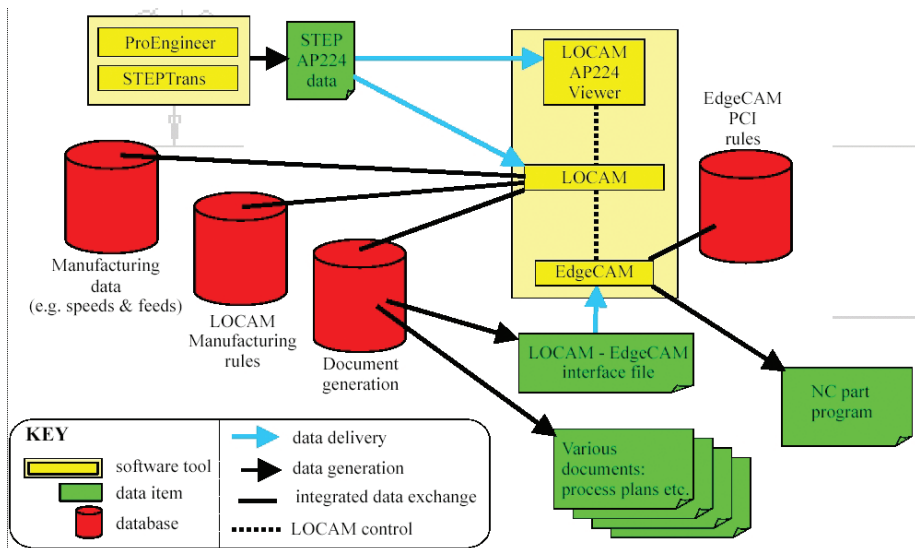 ProEngineer
STEPTrans
STEP
AP224
data
LOCAM
AP224
Viewer
EdgeCAM
PCI
rules
LOCAM
EdgeCAM
Manufacturing
data
(e.g. speeds & feeds)
LOCAM
Manufacturing
rules
Document
generation
LOCAM - EdgeCAM
interface file
NC part
program
Various
documents:
process plans etc.
KEY
software tool
data item
database
data delivery
data generation
integrated data exchange
LOCAM control